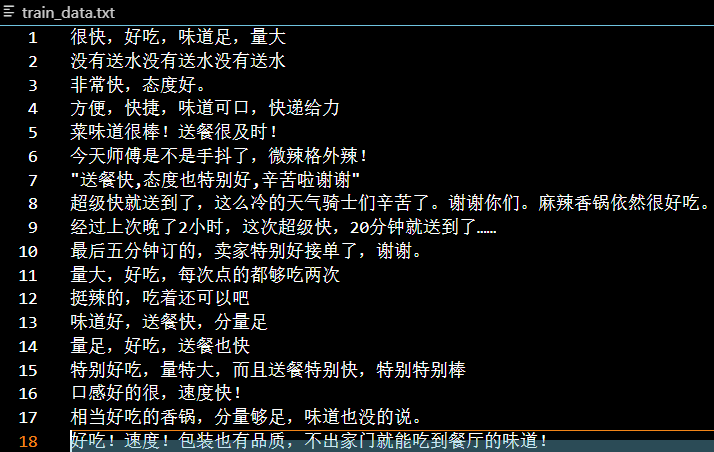 train_data.txt
1 很快，好吃，味道足，量大
2 没有送水没有送水没有送水
3 非常快，态度好。
4 方便，快捷，味道可口，快递给力
5 菜味道很棒！送餐很及时！
6 今天师傅是不是手抖了，微辣格外辣！
7 "送餐快,态度也特别好,辛苦啦谢谢"
8 超级快就送到了，这么冷的天气骑士们辛苦了。谢谢你们。麻辣香锅依然很好吃。
9 经过上次晚了2小时，这次超级快，20分钟就送到了……
10 最后五分钟订的，卖家特别好接单了，谢谢。
11 量大，好吃，每次点的都够吃两次
12 挺辣的，吃着还可以吧
13 味道好，送餐快，分量足
14 量足，好吃，送餐也快
15 特别好吃，量特大，而且送餐特别快，特别特别棒
16 口感好的很，速度快！
17 相当好吃的香锅，分量够足，味道也没的说。
18 好吃！速度！包装也有品质，不出家门就能吃到餐厅的味道！